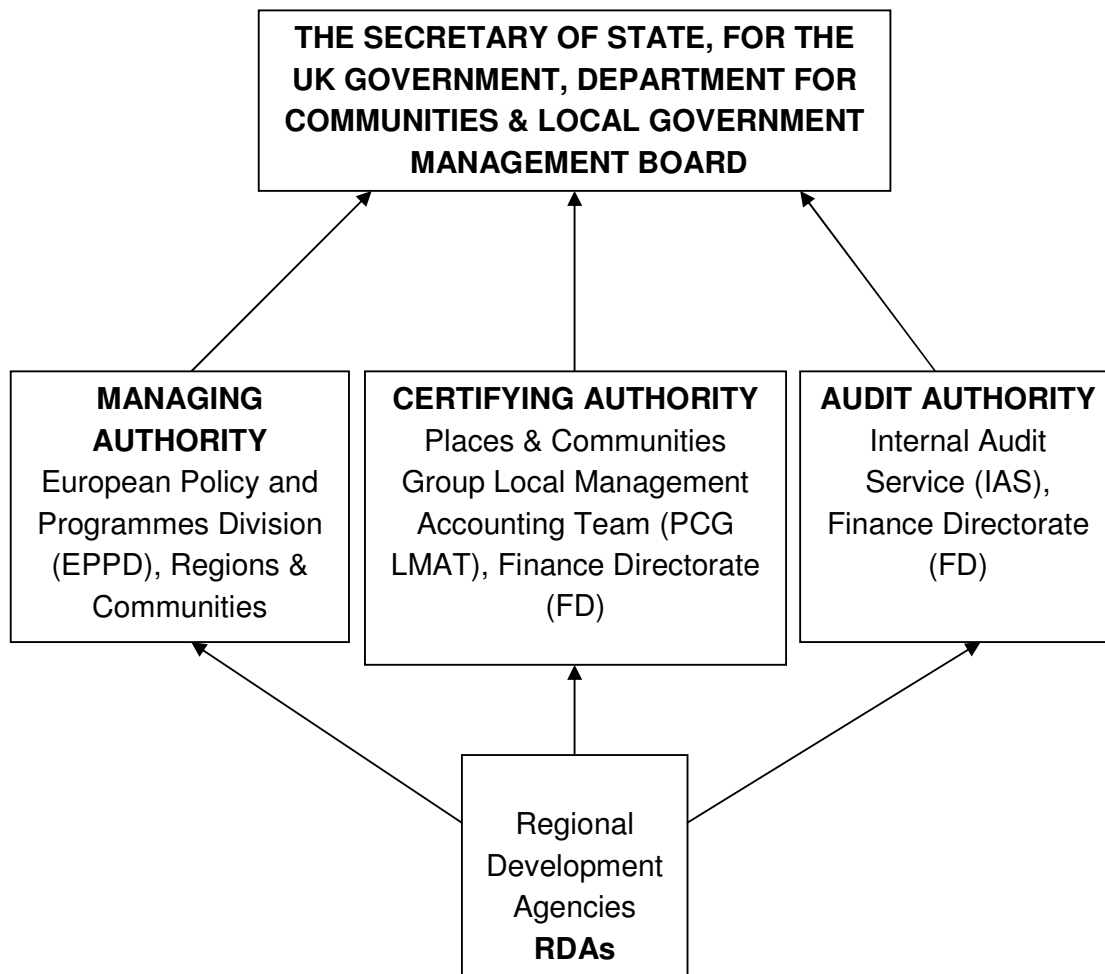 THE SECRETARY OF STATE, FOR THE
UK GOVERNMENT, DEPARTMENT FOR
COMMUNITIES & LOCAL GOVERNMENT
MANAGEMENT BOARD
MANAGING
AUTHORITY
European Policy and
Programmes Division
(EPPD), Regions &
Communities
CERTIFYING AUTHORITY
Places & Communities
Group Local Management
Accounting Team (PCG
LMAT), Finance Directorate
(FD)
AUDIT AUTHORITY
Internal Audit
Service (IAS),
Finance Directorate
(FD)
Regional
Development
Agencies
RDAs